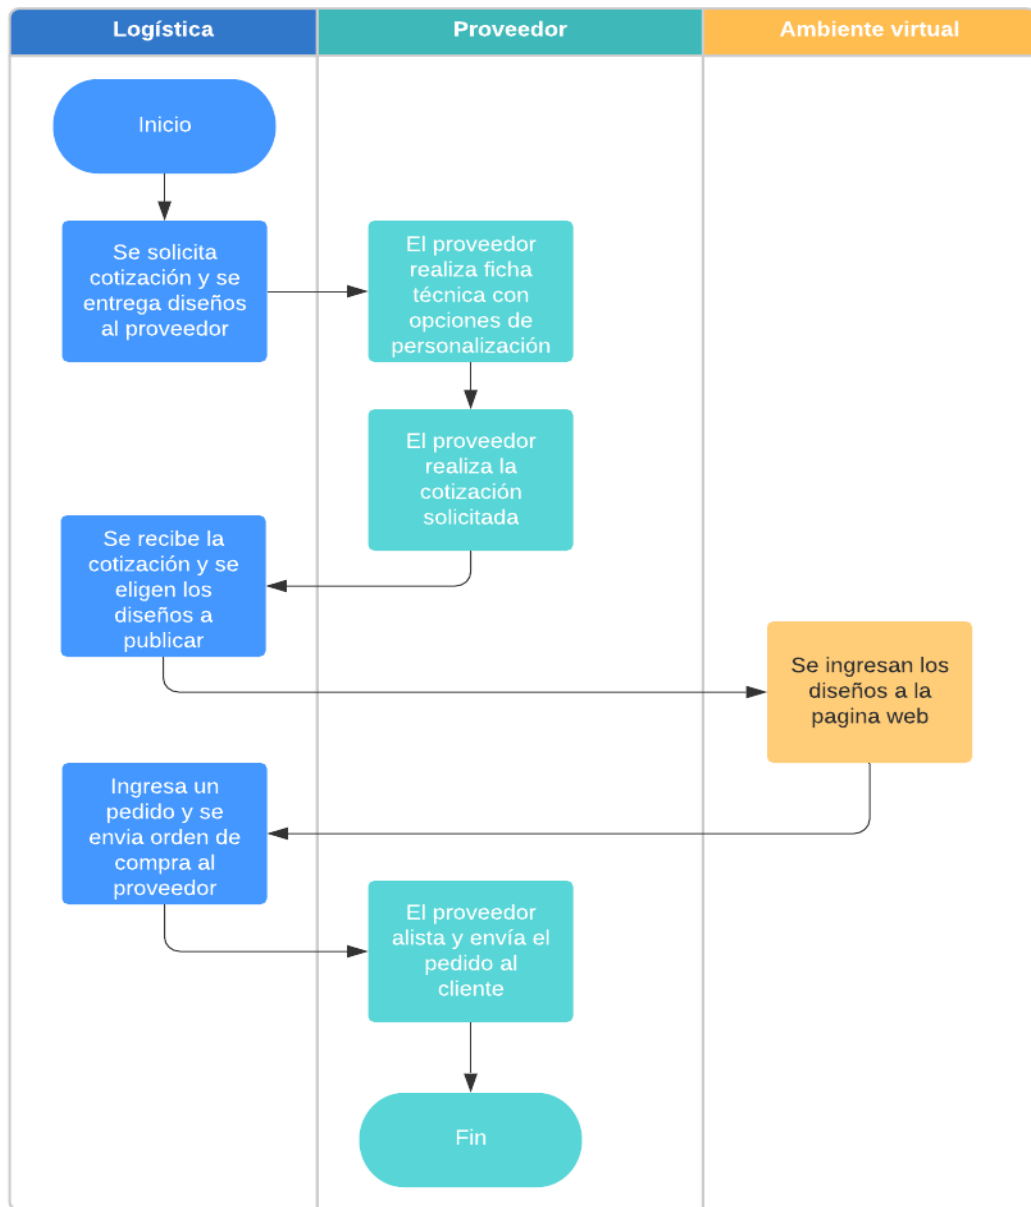 Logística
Proveedor
Ambiente virtual
Inicio
Se solicita
cotización y se
entrega diseños
al proveedor
El proveedor
realiza ficha
técnica con
opciones de
personalización
El proveedor
realiza la
cotización
solicitada
Se recibe la
cotización y se
eligen los
diseños a
publicar
Se ingresan los
diseños a la
pagina web
Ingresa un
pedido y se
envia orden de
compra al
proveedor
El proveedor
alista y envía el
pedido al
cliente
Fin